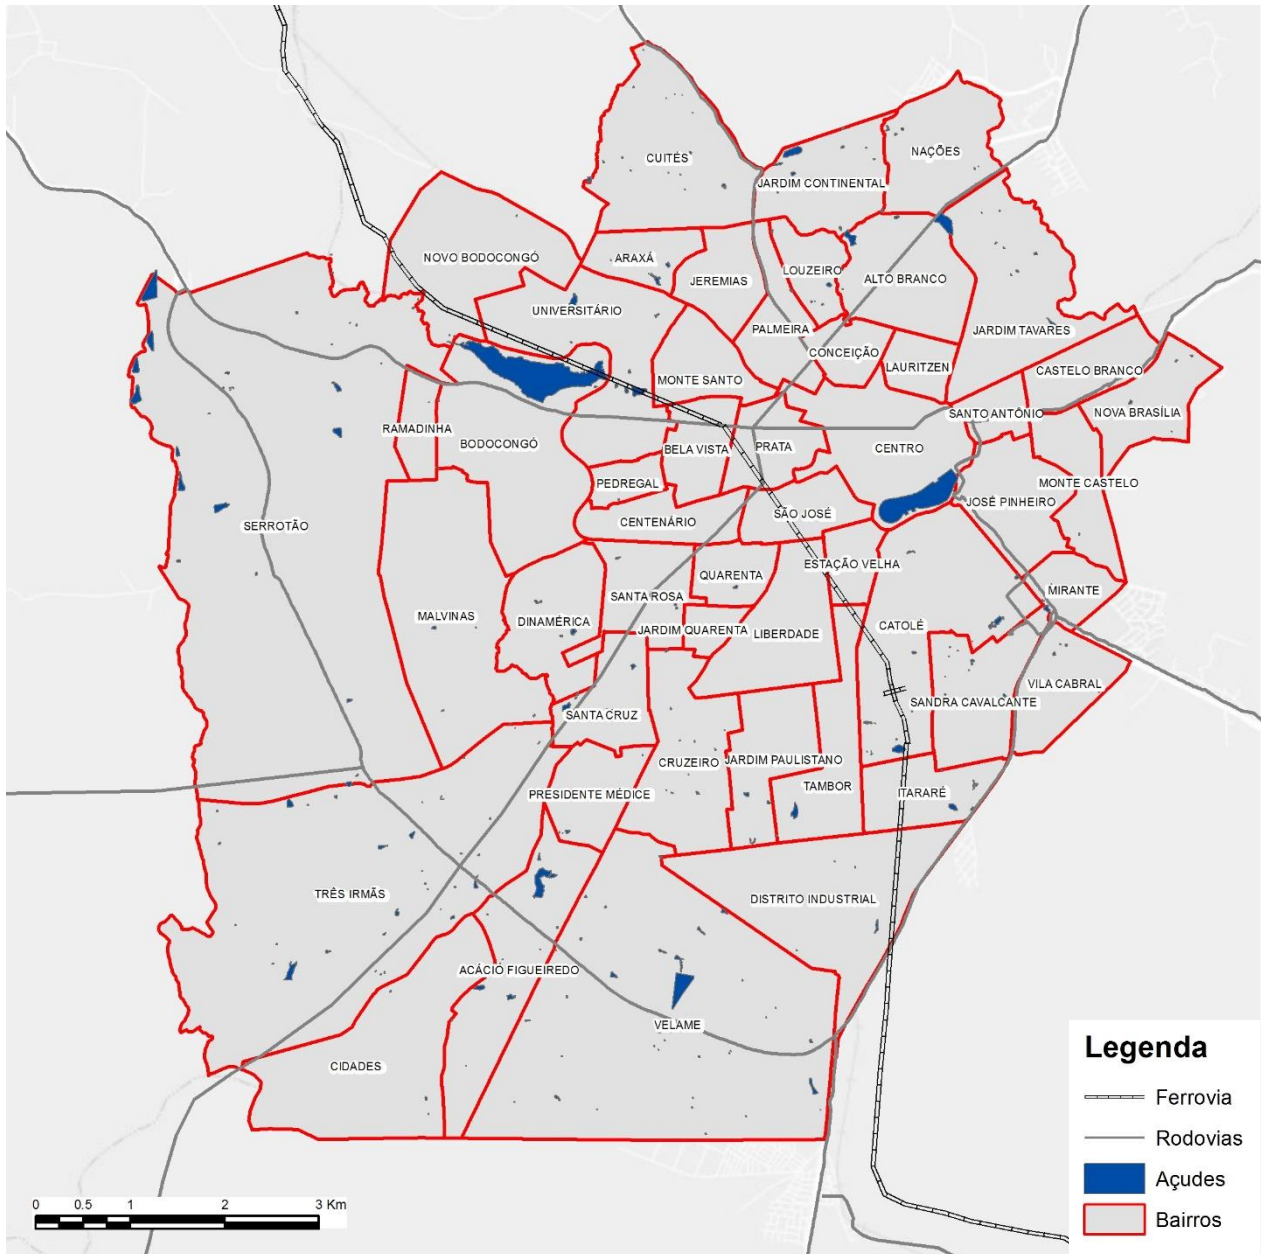 CUITÉS
NAÇÕES
JARDIM CONTINENTAL
NOVO BODOCONGÓ
ARAXÁ
JEREMIAS
LOUZEIRO
ALTO BRANCO
UNIVERSITÁRIO
PALMEIRA
JARDIM TAVARES
CONCEIÇÃO
LAURITZEN
CASTELO BRANCO
MONTE SANTO
SANTO ANTÔNIO
NOVA BRASÍLIA
RAMADINHA
BODOCONGÓ
BELA VISTA
PRATA
CENTRO
PEDREGAL
MONTE CASTELO
JOSÉ PINHEIRO
SERROTÃO
CENTENÁRIO
SÃO JOSÉ
ESTAÇÃO VELHA
QUARENTA
MIRANTE
SANTA ROSA
MALVINAS
DINAMÉRICA
JARDIM QUARENTA
LIBERDADE
CATOLÉ
VILA CABRAL
SANDRA CAVALCANTE
SANTA CRUZ
CRUZEIRO
JARDIM PAULISTANO
TAMBOR
PRESIDENTE MÉDICE
ITARARÉ
TRÊS IRMÃS
DISTRITO INDUSTRIAL
ACÁCIO FIGUEIREDO
VELAME
CIDADES
Legenda
Ferrovia
Rodovias
Açudes
Bairros
0 0.5 1 2 3 Km